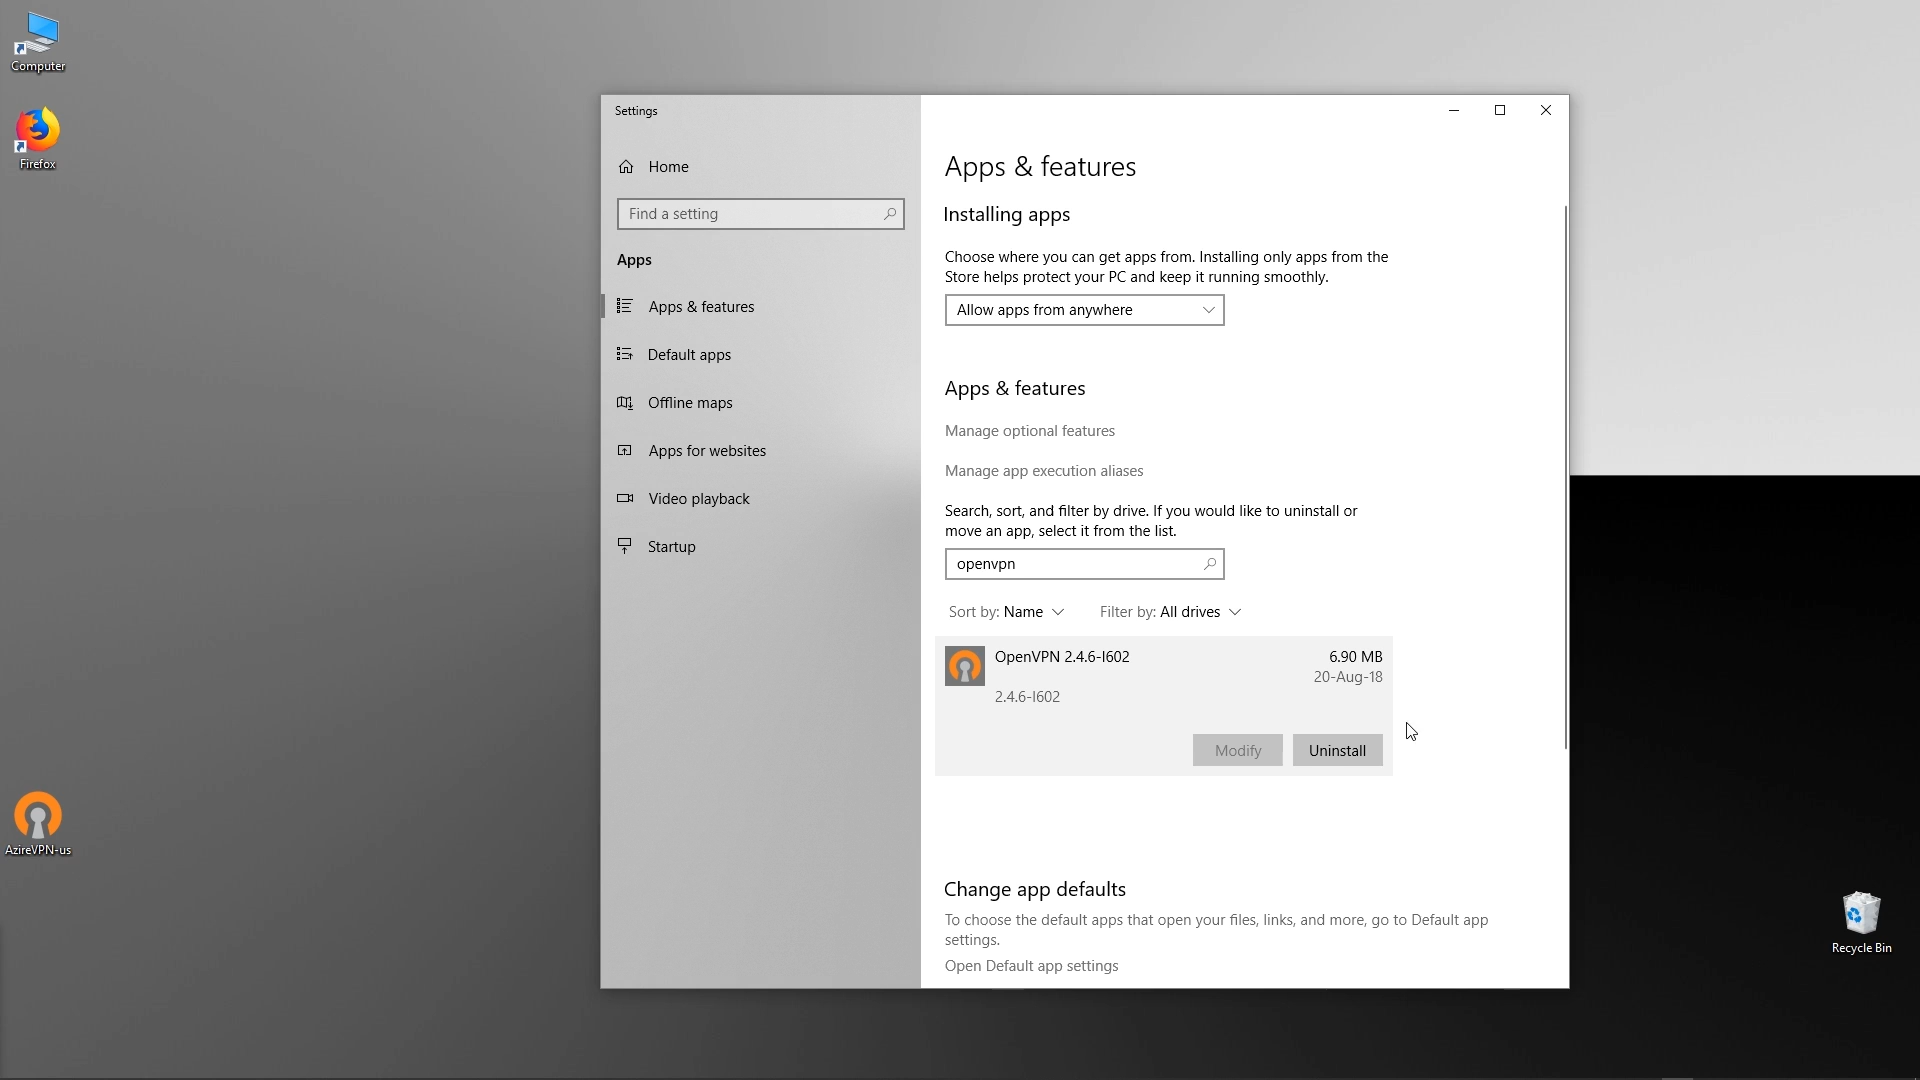 Computer
Firefox
AzireVPN-us
Settings
Home
Find a setting
Apps
Apps & features
Default apps
Offline maps
Apps for websites
Video playback
Startup
Apps & features
Installing apps
Choose where you can get apps from. Installing only apps from the
Store helps protect your PC and keep it running smoothly.
Allow apps from anywhere
Apps & features
Manage optional features
Manage app execution aliases
Search, sort, and filter by drive. If you would like to uninstall or
move an app, select it from the list.
openvpn
Sort by: Name Filter by: All drives
OpenVPN 2.4.6-I602 6.90 MB
20-Aug-18
2.4.6-I602
Modify Uninstall
Change app defaults
To choose the default apps that open your files, links, and more, go to Default app
settings.
Open Default app settings
Recycle Bin